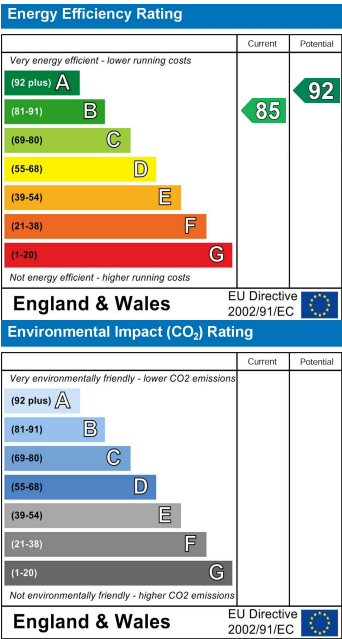 Energy Efficiency Rating
Current Potential
Very energy efficient - lower running costs
(92 plus) A
92
(81-91) B
85
(69-80) C
(55-68) D
(39-54) E
(21-38) F
(1-20) G
Not energy efficient - higher running costs
England & Wales
EU Directive
2002/91/EC
Environmental Impact (CO₂) Rating
Current Potential
Very environmentally friendly - lower CO2 emissions
(92 plus) A
(81-91) B
(69-80) C
(55-68) D
(39-54) E
(21-38) F
(1-20) G
Not environmentally friendly - higher CO2 emissions
England & Wales
EU Directive
2002/91/EC